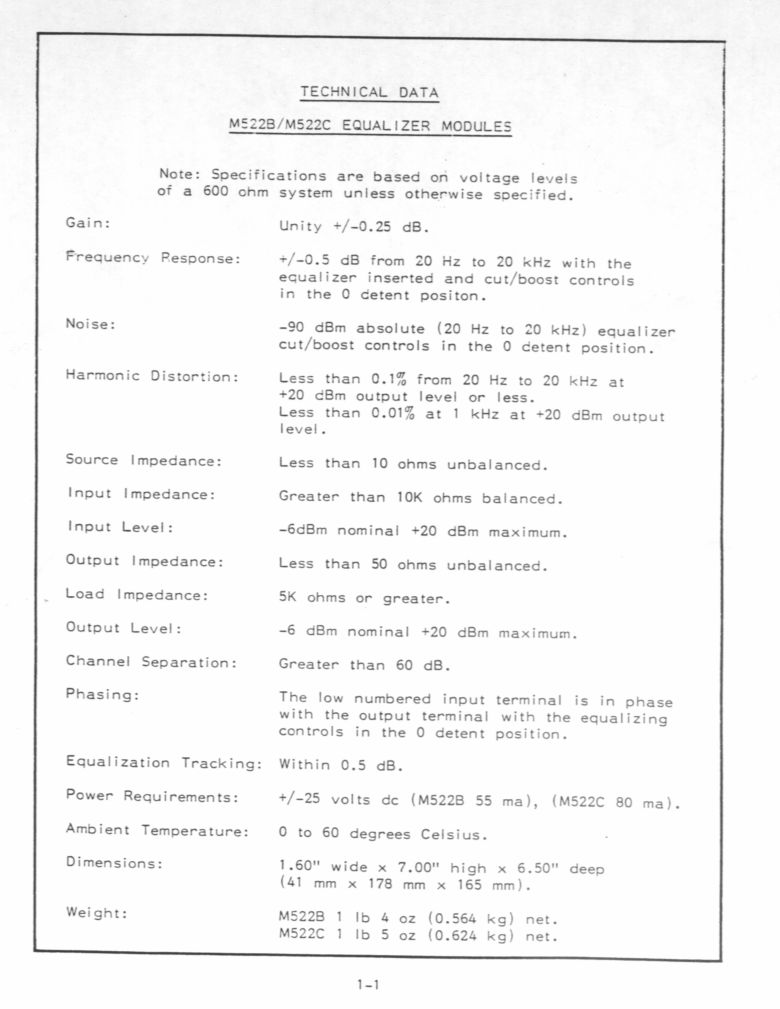 TECHNICAL DATA
M522B/M522C EQUALIZER MODULES
Note: Specifications are based on voltage levels
of a 600 ohm system unless otherwise specified.
Gain: Unity +/-0.25 dB.
Frequency Response: +/-0.5 dB from 20 Hz to 20 kHz with the
equalizer inserted and cut/boost controls
in the 0 detent positon.
Noise: -90 dBm absolute (20 Hz to 20 kHz) equalizer
cut/boost controls in the 0 detent position.
Harmonic Distortion: Less than 0.1% from 20 Hz to 20 kHz at
+20 dBm output level or less.
Less than 0.01% at 1 kHz at +20 dBm output
level.
Source Impedance: Less than 10 ohms unbalanced.
Input Impedance: Greater than 10K ohms balanced.
Input Level: -6dBm nominal +20 dBm maximum.
Output Impedance: Less than 50 ohms unbalanced.
Load Impedance: 5K ohms or greater.
Output Level: -6 dBm nominal +20 dBm maximum.
Channel Separation: Greater than 60 dB.
Phasing: The low numbered input terminal is in phase
with the output terminal with the equalizing
controls in the 0 detent position.
Equalization Tracking: Within 0.5 dB.
Power Requirements: +/-25 volts dc (M522B 55 ma), (M522C 80 ma).
Ambient Temperature: 0 to 60 degrees Celsius.
Dimensions: 1.60" wide x 7.00" high x 6.50" deep
(41 mm x 178 mm x 165 mm).
Weight: M522B 1 lb 4 oz (0.564 kg) net.
M522C 1 lb 5 oz (0.624 kg) net.
1-1